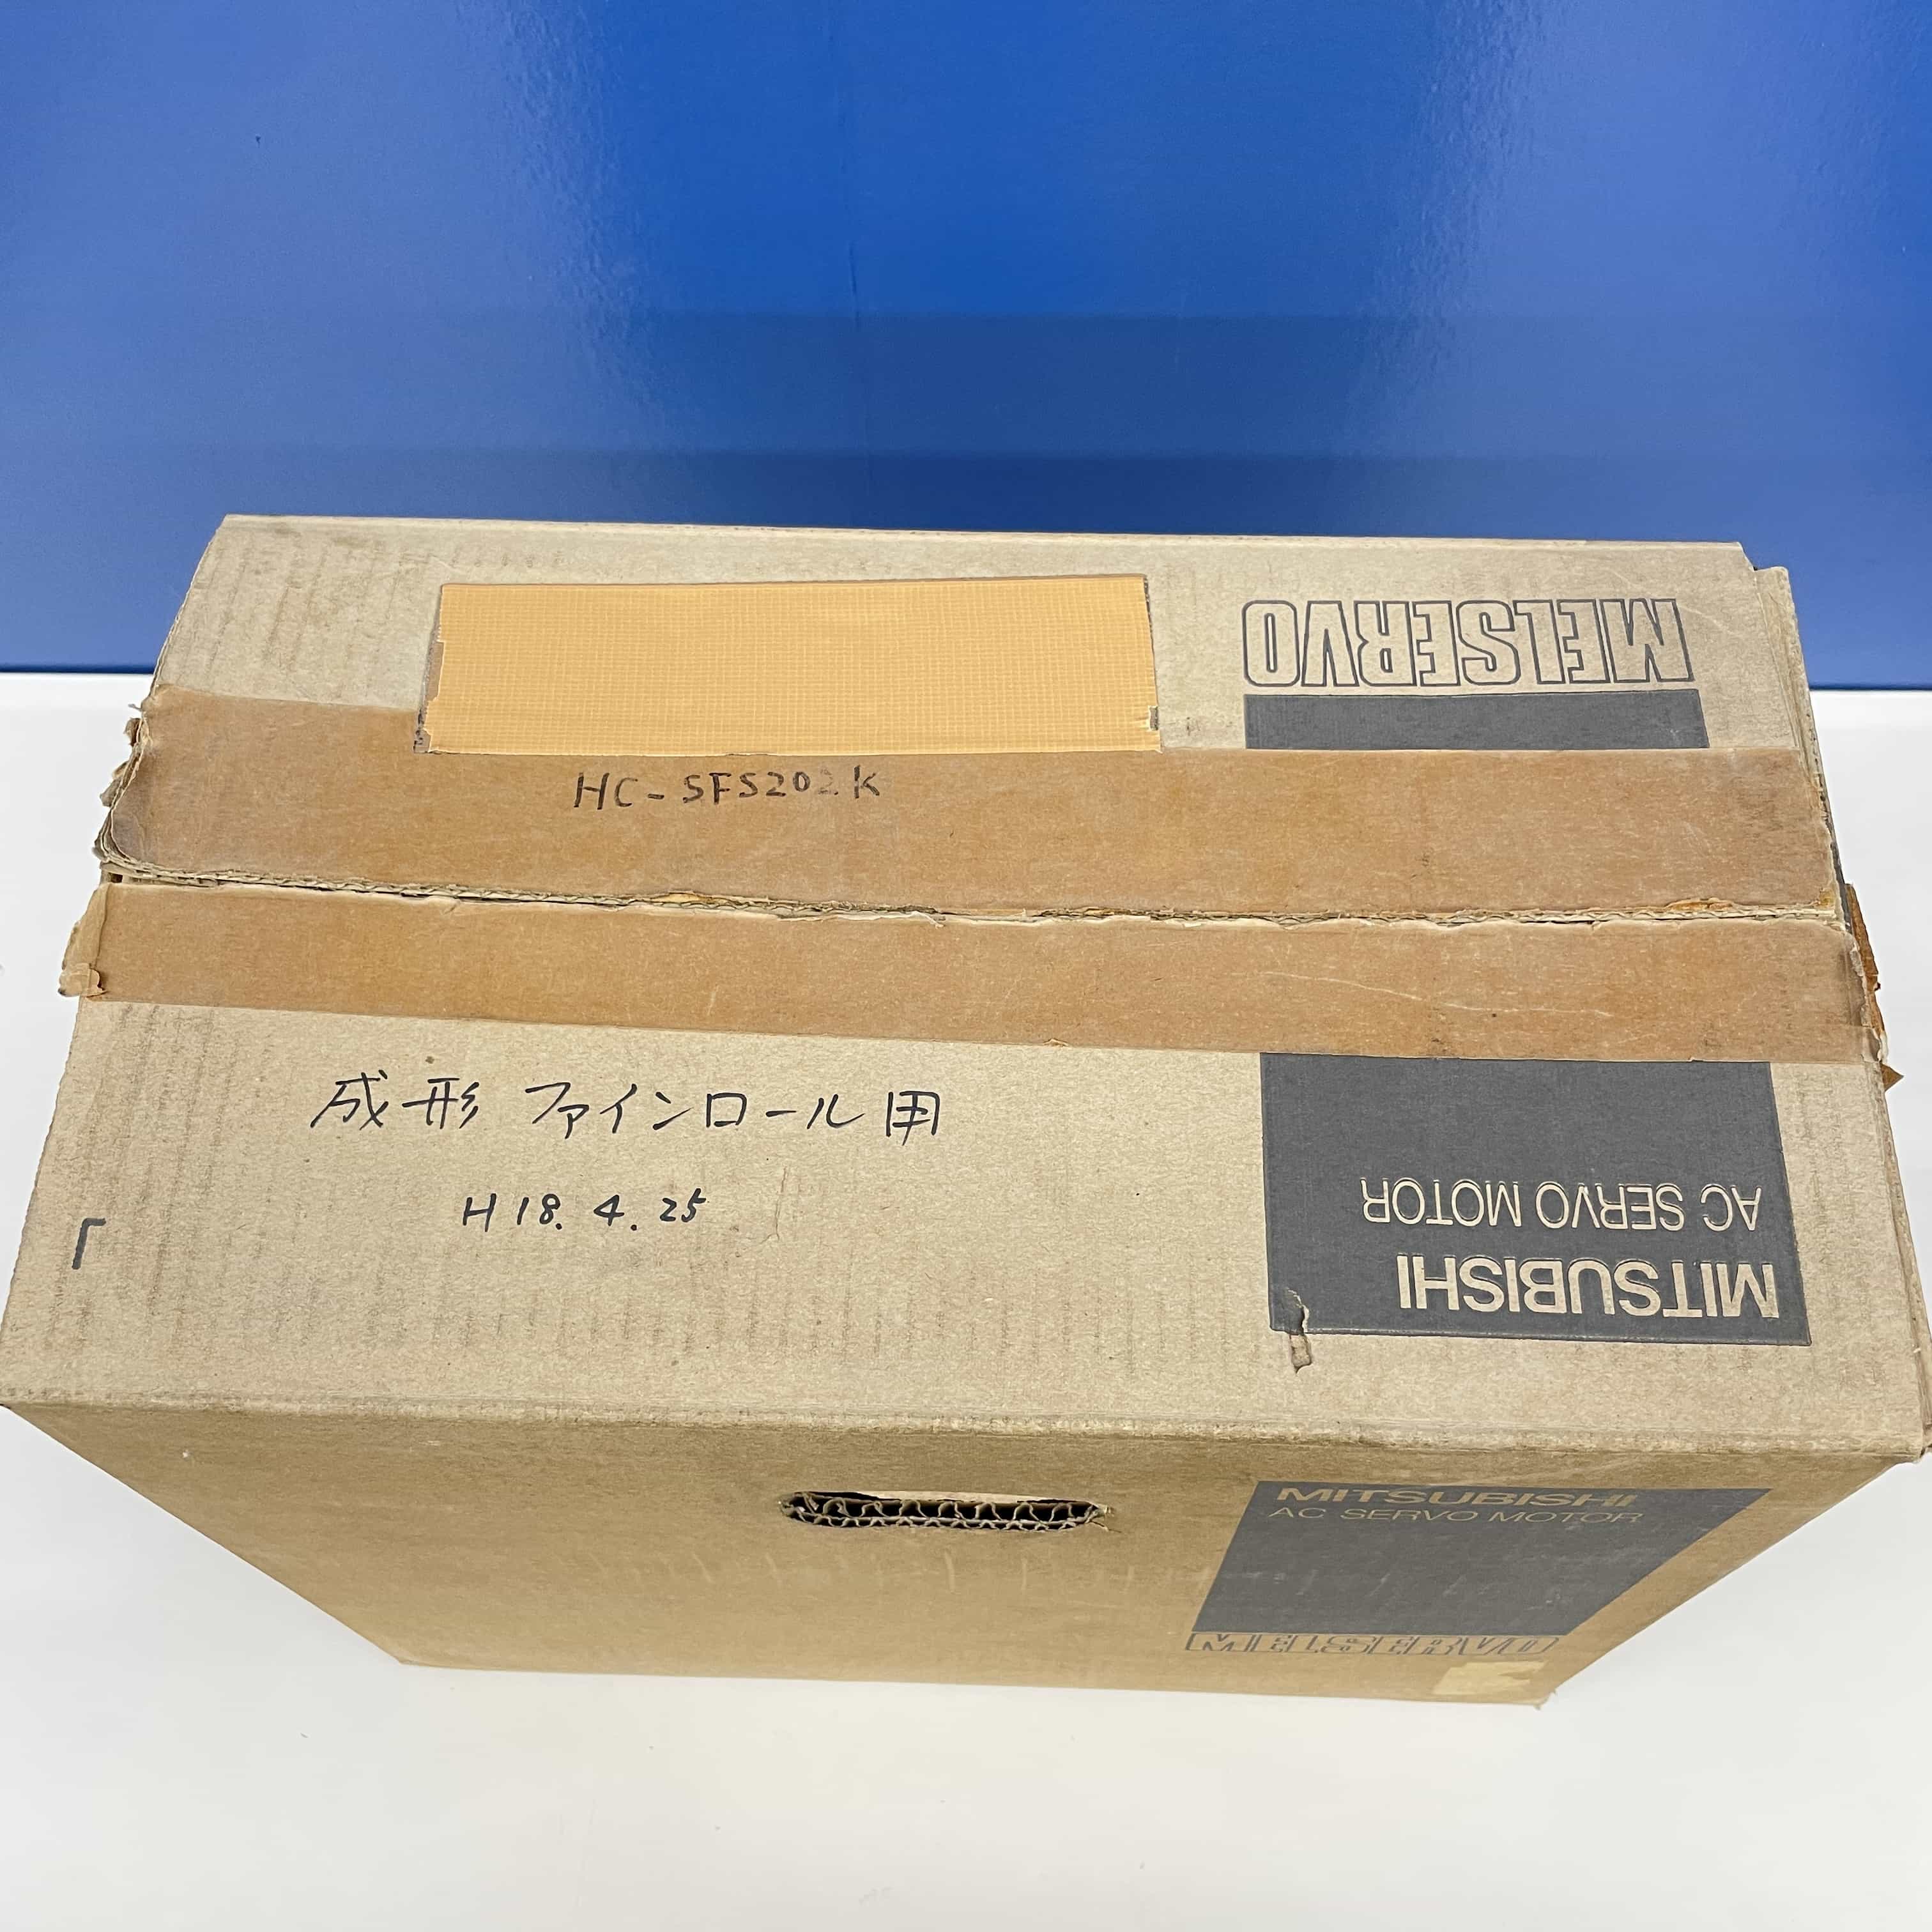 MELSERVO
HC-SFS202K
成形 ファインロール用
H18.4.25
MITSUBISHI
AC SERVO MOTOR
MITSUBISHI
AC SERVO MOTOR
MELSERVO